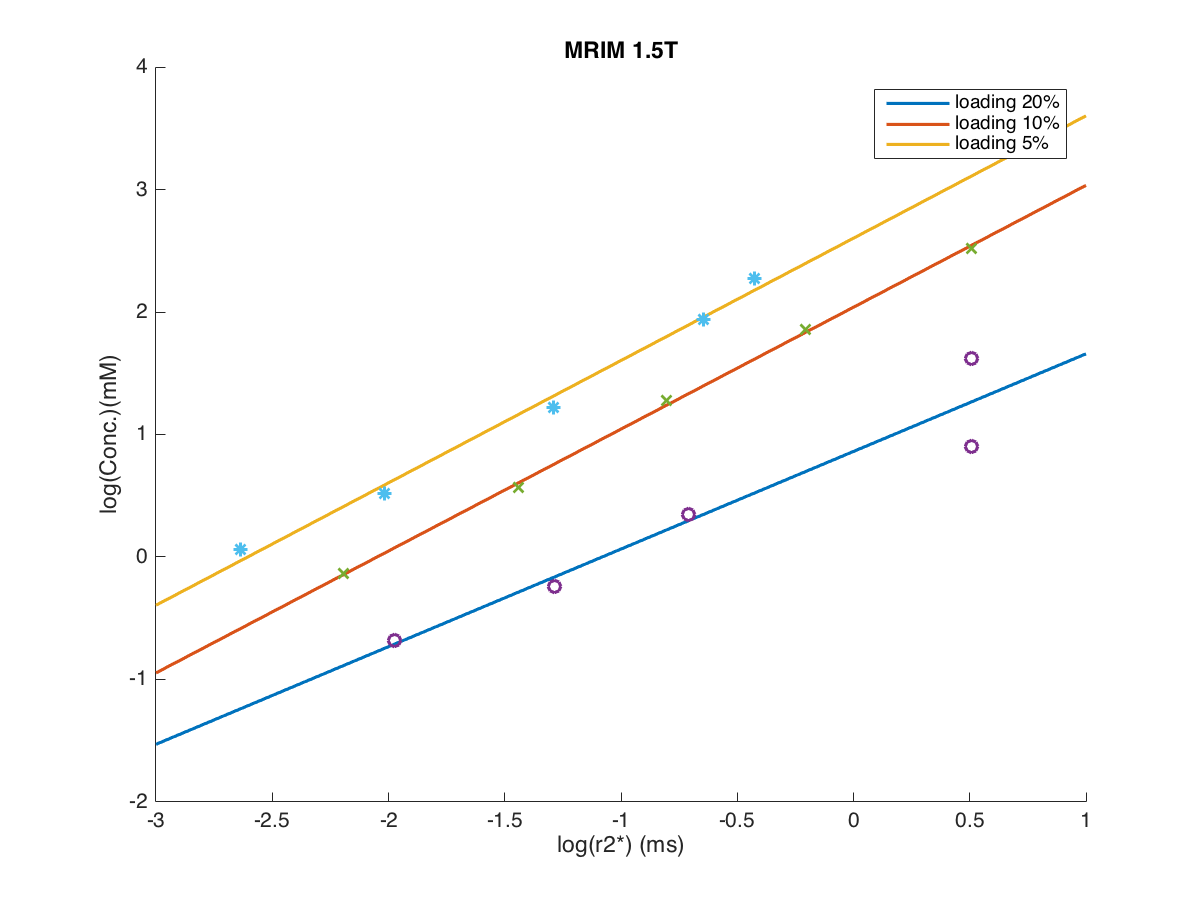 MRIM 1.5T
4
3
2
1
0
-1
-2
log(Conc.)(mM)
loading 20%
loading 10%
loading 5%
-3 -2.5 -2 -1.5 -1 -0.5 0 0.5 1
log(r2*) (ms)